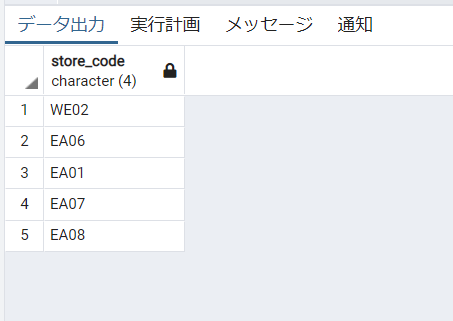 データ出力 実行計画 メッセージ 通知
store_code
character (4)
1 WE02
2 EA06
3 EA01
4 EA07
5 EA08